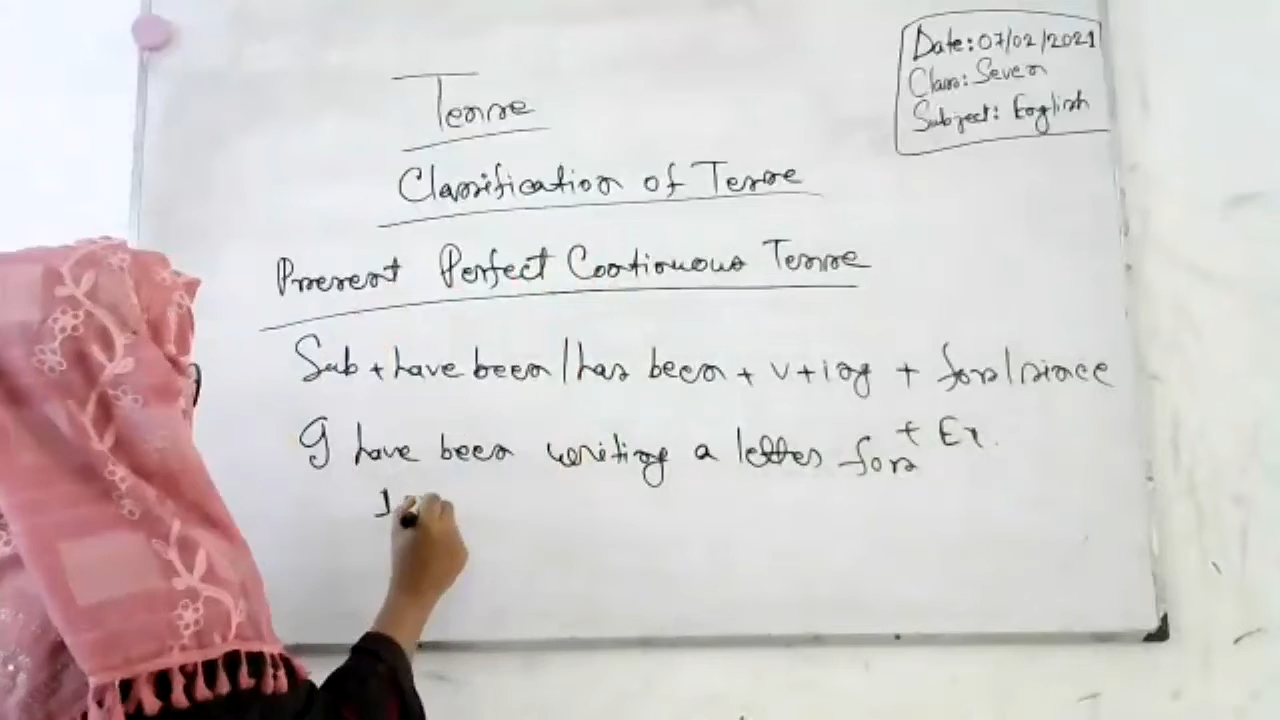 Date: 07/02/2021
Class: Seven
Subject: English
Tense
Classification of Tense
Present Perfect Continuous Tense
Sub + have been / has been + v + ing + for / since
+ Ex.
I have been writing a letter for
1